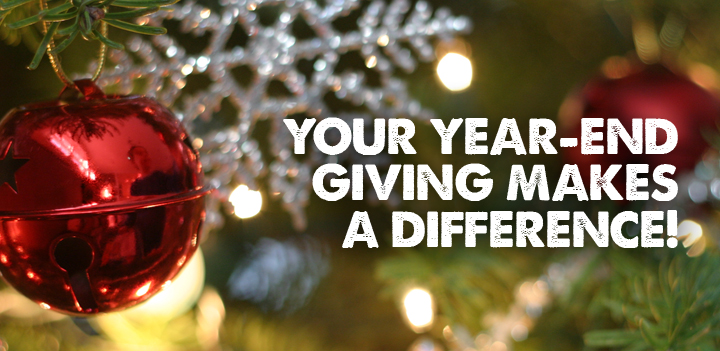 YOUR YEAR-END
GIVING MAKES
A DIFFERENCE!